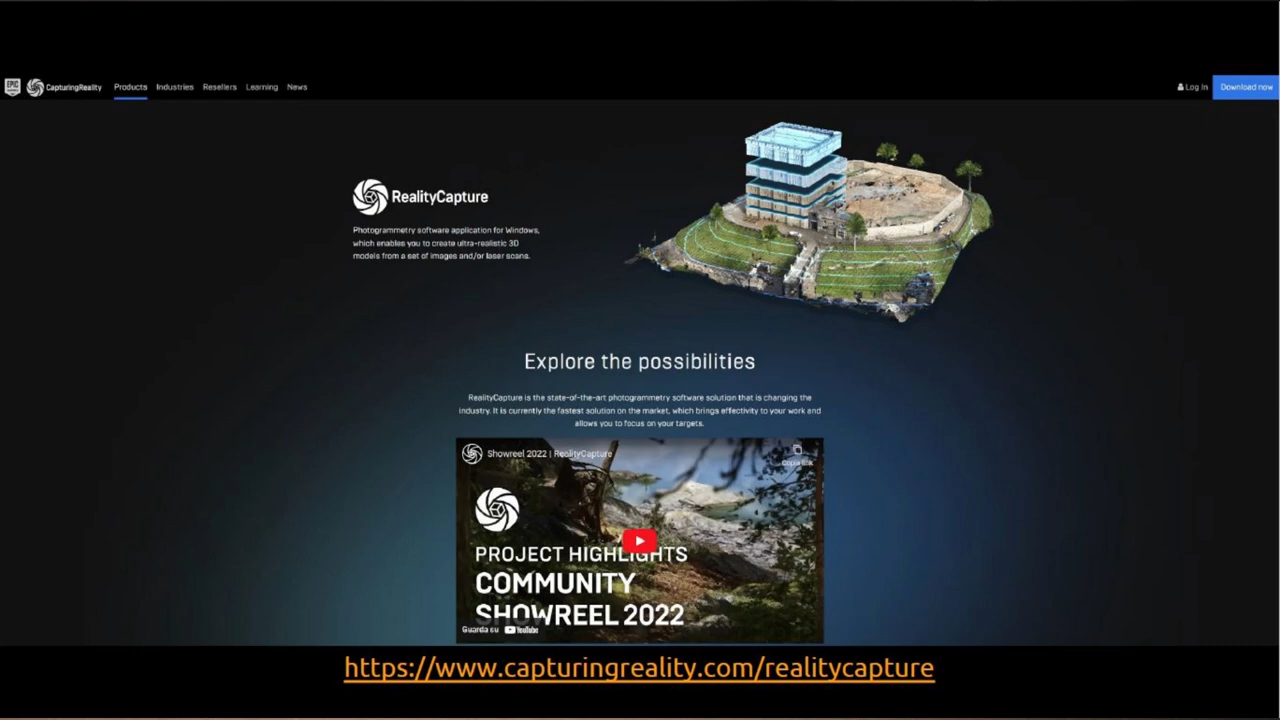 EPIC
CapturingReality
Products Industries Resellers Learning News
Log In
Download now
RealityCapture
Photogrammetry software application for Windows,
which enables you to create ultra-realistic 3D
models from a set of images and/or laser scans.
Explore the possibilities
RealityCapture is the state-of-the-art photogrammetry software solution that is changing the
industry. It is currently the fastest solution on the market, which brings effectivity to your work and
allows you to focus on your targets.
Showreel 2022 | RealityCapture
Copia link
PROJECT HIGHLIGHTS
COMMUNITY
SHOWREEL 2022
Guarda su YouTube
https://www.capturingreality.com/realitycapture